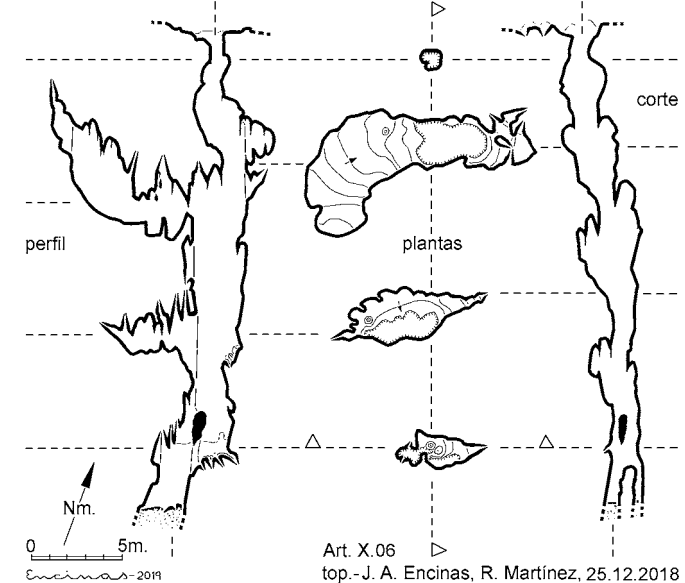 corte
perfil
plantas
Nm.
0 5m.
Encinas-2019
Art. X.06
top.- J. A. Encinas, R. Martínez, 25.12.2018